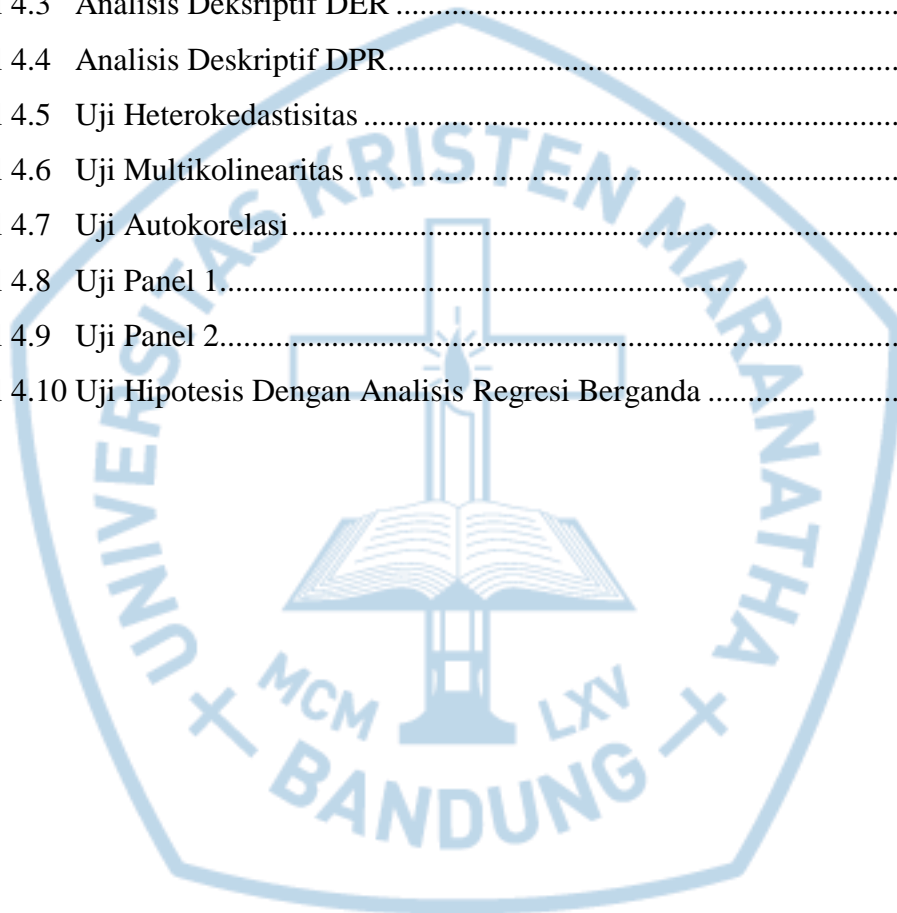 4.3 Analisis Deksriptif DER ................................................................
4.4 Analisis Deskriptif DPR................................................................
4.5 Uji Heterokedastisitas ................................................................
4.6 Uji Multikolinearitas ................................................................
4.7 Uji Autokorelasi................................................................
4.8 Uji Panel 1................................................................
4.9 Uji Panel 2................................................................
4.10 Uji Hipotesis Dengan Analisis Regresi Berganda ........................
UNIVERSITAS KRISTEN MARANATHA
MCM LXV
BANDUNG